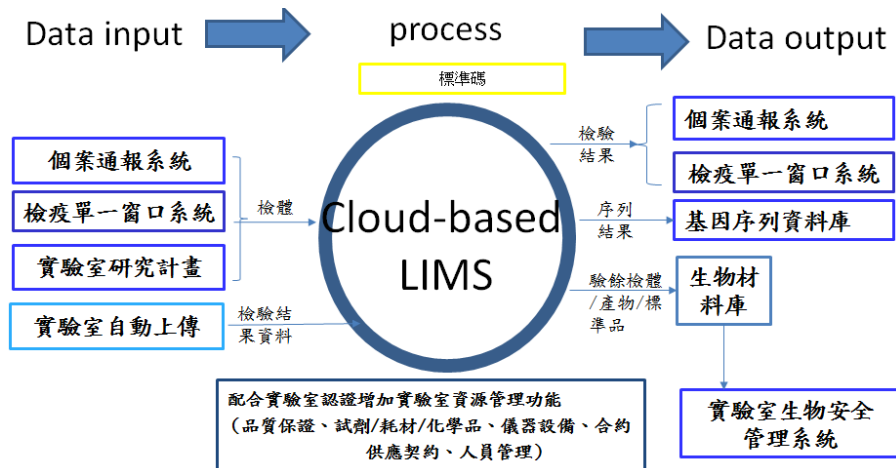 Data input
process
Data output
標準碼
個案通報系統
檢疫單一窗口系統
實驗室研究計畫
檢體
實驗室自動上傳
檢驗結
果資料
Cloud-based
LIMS
檢驗
結果
個案通報系統
檢疫單一窗口系統
序列
結果
基因序列資料庫
驗餘檢體
/產物/標
準品
生物材
料庫
實驗室生物安全
管理系統
配合實驗室認證增加實驗室資源管理功能
（品質保證、試劑/耗材/化學品、儀器設備、合約
供應契約、人員管理）